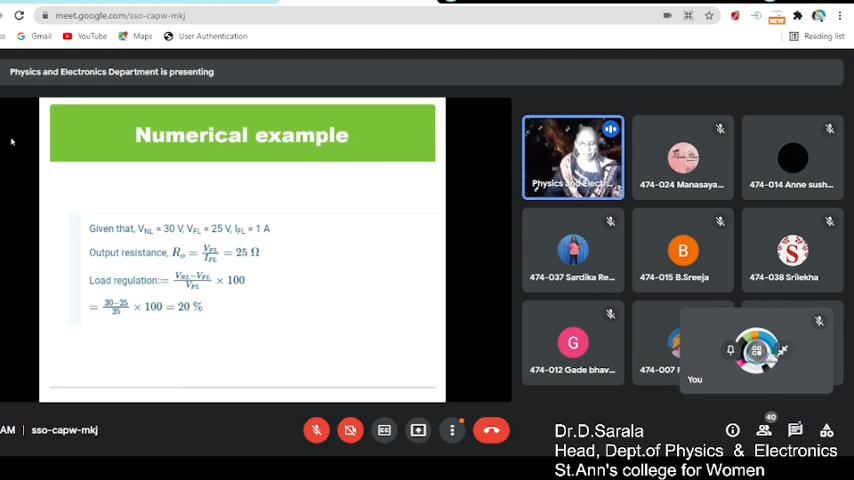 meet.google.com/sso-capw-mkj
Gmail YouTube Maps User Authentication Reading list
NEW
Physics and Electronics Department is presenting
Numerical example
Given that, V_NL = 30 V, V_FL = 25 V, I_FL = 1 A
Output resistance, R_o = V_FL/I_FL = 25 Ω
Load regulation:= V_NL−V_FL/V_FL × 100
= 30−25/25 × 100 = 20 %
Physics and Electr...
474-024 Manasaya...
474-014 Anne sush...
474-037 Sardika Re...
474-015 B.Sreeja
B
474-038 Srilekha
S
G
474-012 Gade bhav...
474-007
You
AM | sso-capw-mkj
40
Dr.D.Sarala
Head, Dept.of Physics & Electronics
St.Ann's college for Women